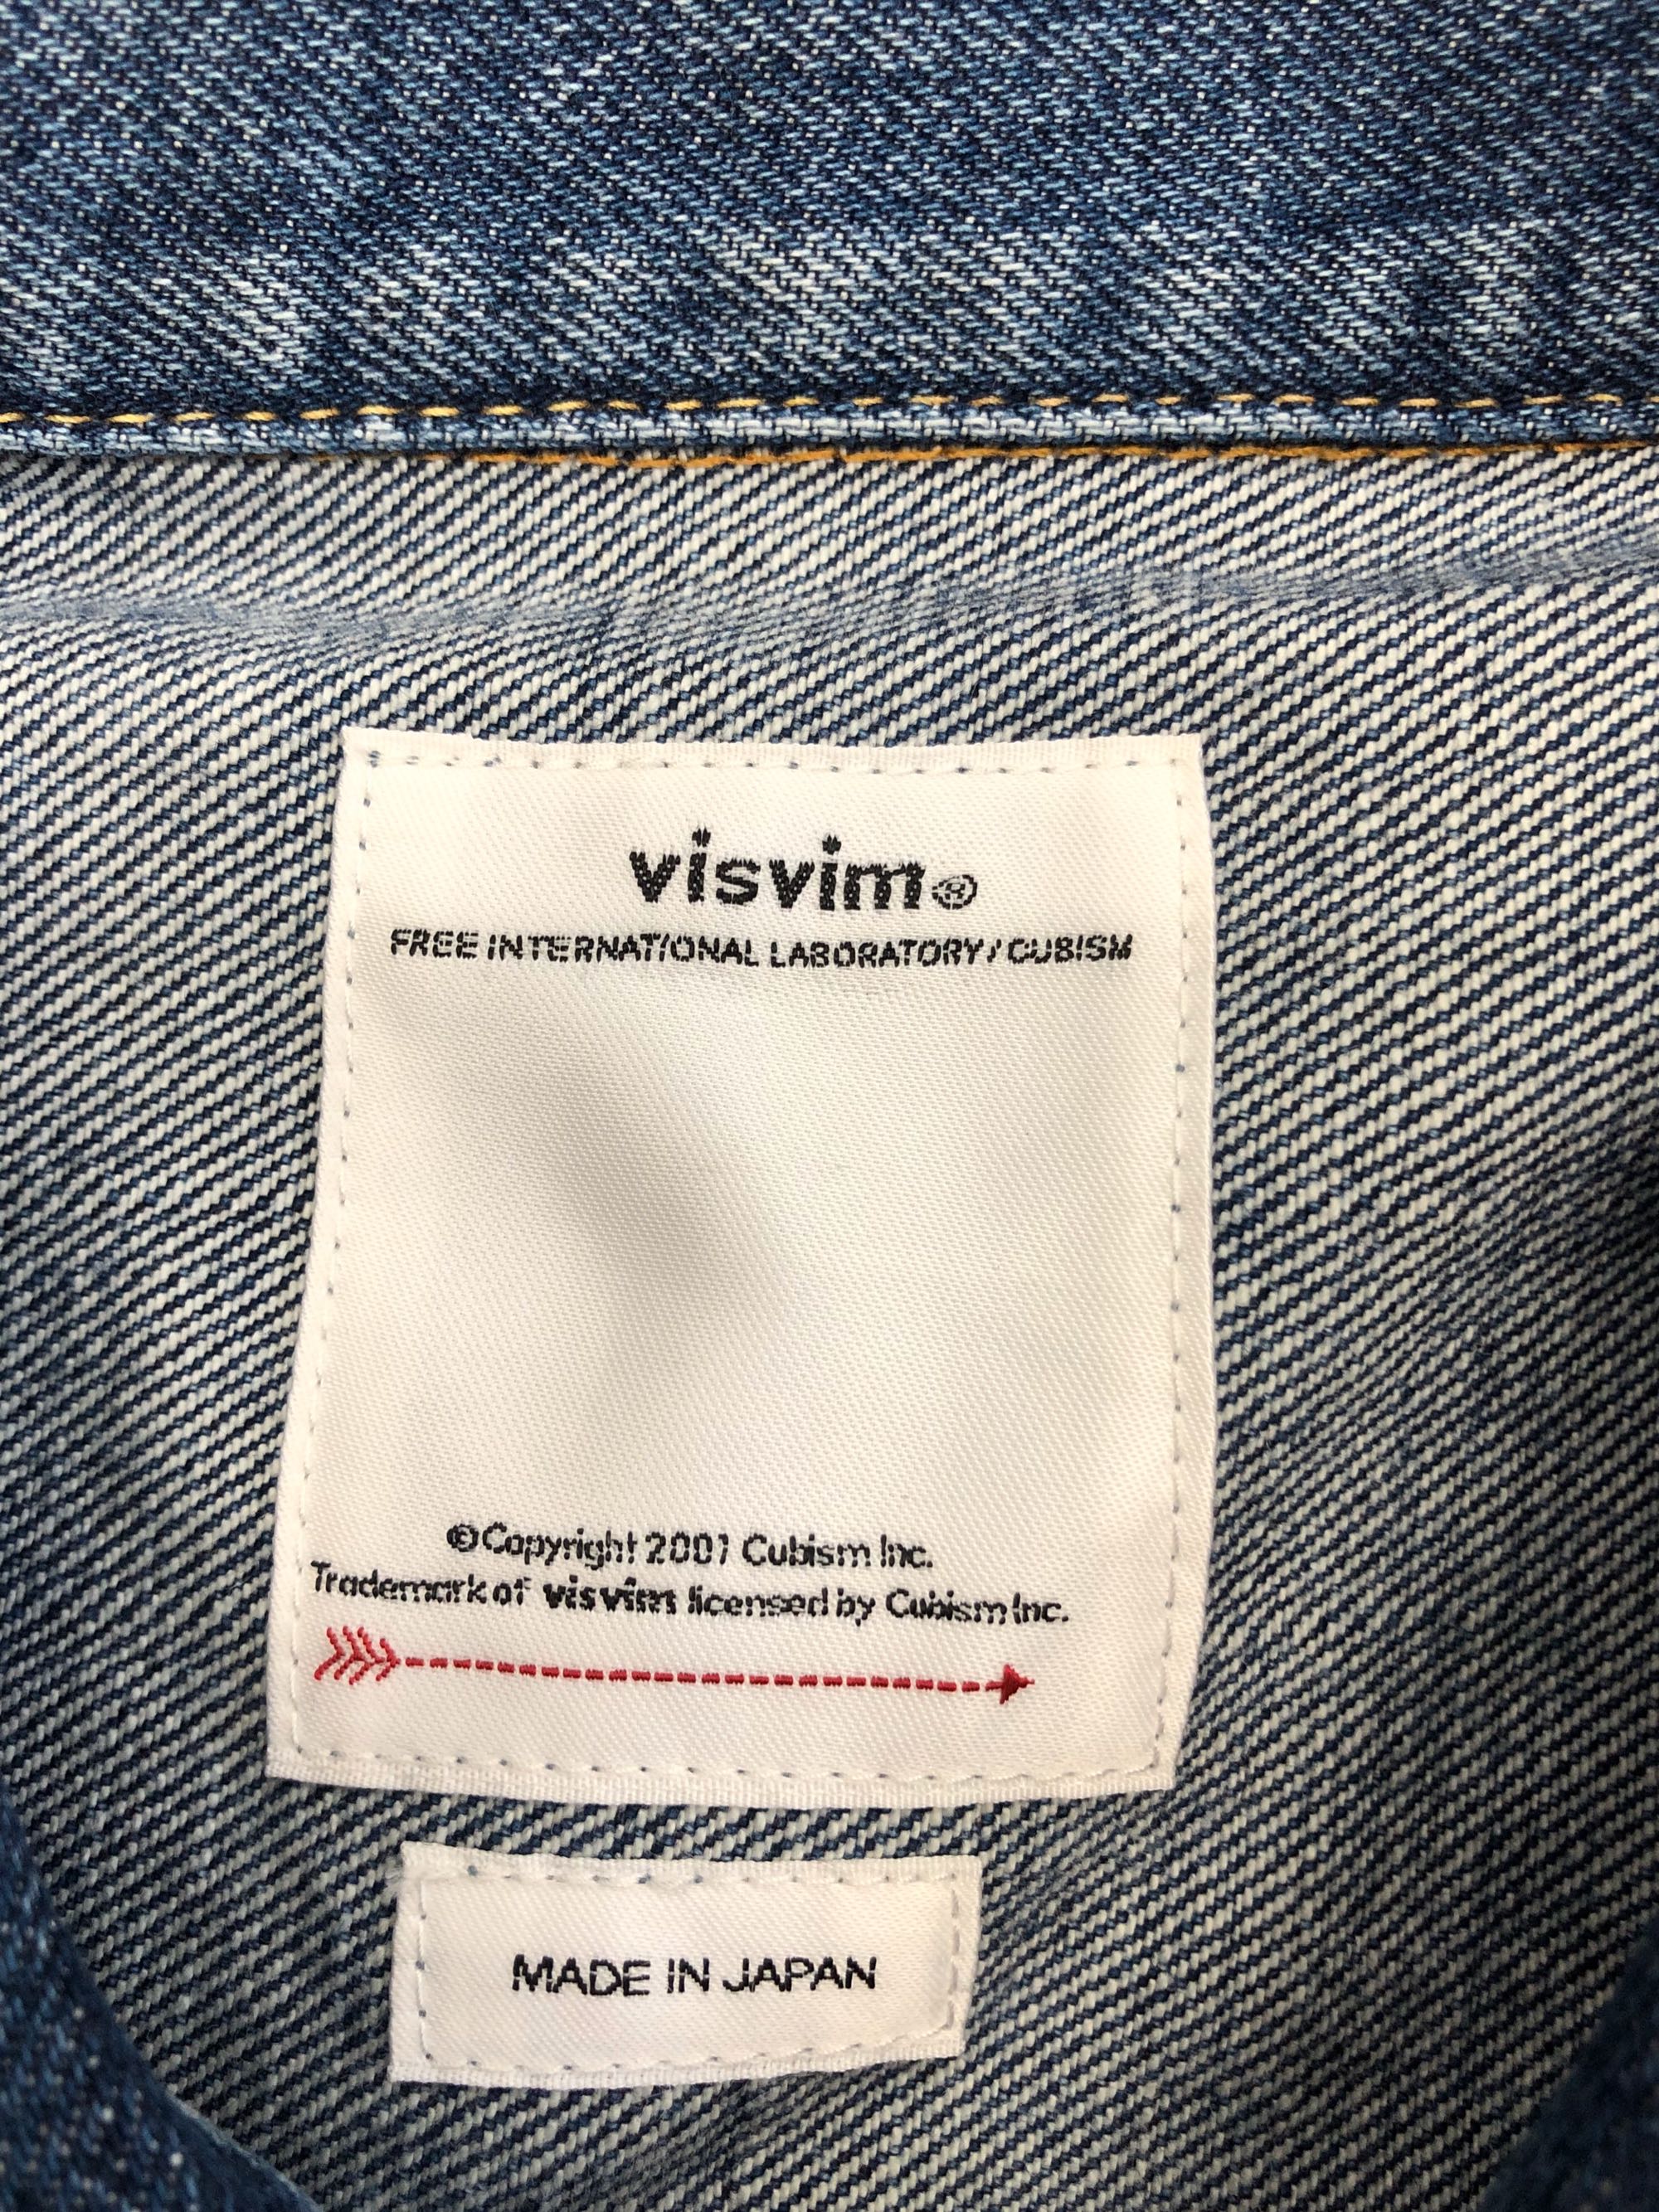 visvim®
FREE INTERNATIONAL LABORATORY / CUBISM
©Copyright 2001 Cubism Inc.
Trademark of visvim licensed by Cubism Inc.
MADE IN JAPAN